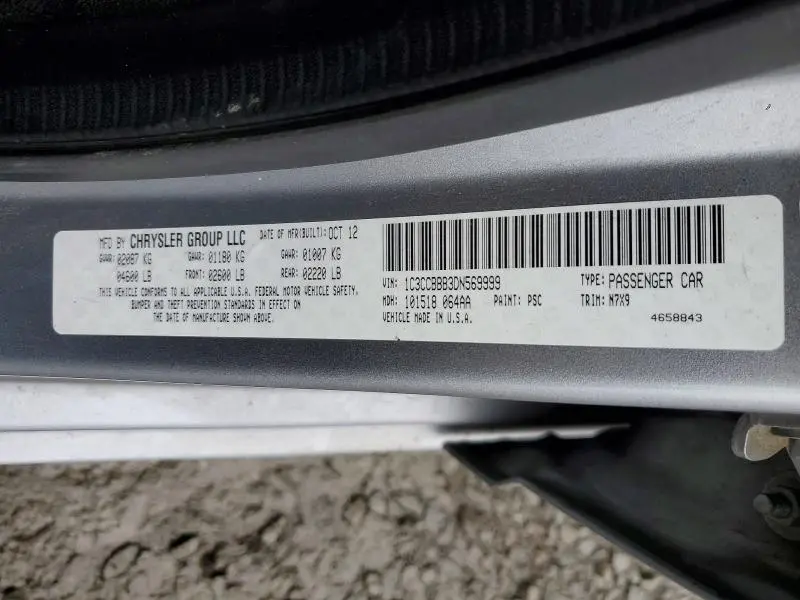 MFD BY CHRYSLER GROUP LLC DATE OF MFR(BUILT): OCT 12
GVWR: 02087 KG GAWR: 01180 KG GAWR: 01007 KG
04600 LB FRONT: 02600 LB REAR: 02220 LB
THIS VEHICLE CONFORMS TO ALL APPLICABLE U.S.A. FEDERAL MOTOR VEHICLE SAFETY,
BUMPER AND THEFT PREVENTION STANDARDS IN EFFECT ON
THE DATE OF MANUFACTURE SHOWN ABOVE.
VIN: 1C3CCBBB3DN569999 TYPE: PASSENGER CAR
MDH: 101518 064AA PAINT: PSC TRIM: N7X9
VEHICLE MADE IN U.S.A. 4658843